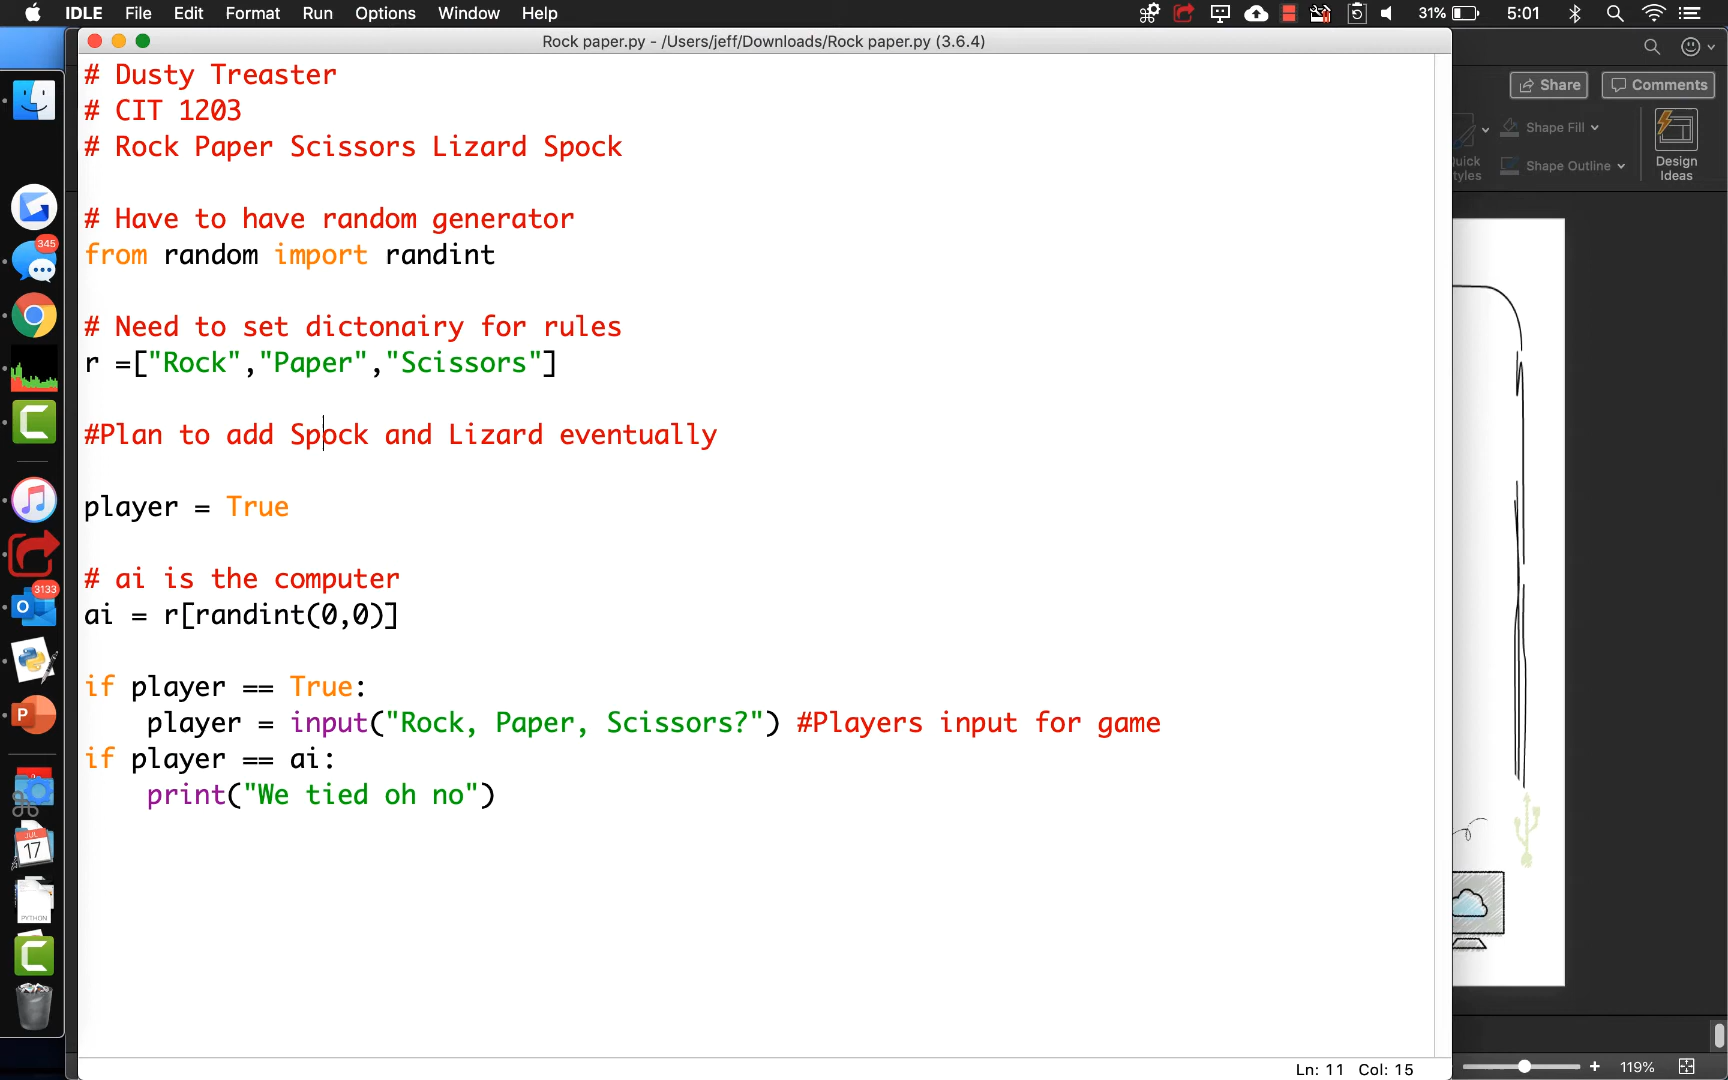 IDLE File Edit Format Run Options Window Help 31% 5:01
Rock paper.py - /Users/jeff/Downloads/Rock paper.py (3.6.4)
# Dusty Treaster
# CIT 1203
# Rock Paper Scissors Lizard Spock
# Have to have random generator
from random import randint
# Need to set dictonairy for rules
r =["Rock","Paper","Scissors"]
#Plan to add Spock and Lizard eventually
player = True
# ai is the computer
ai = r[randint(0,0)]
if player == True:
player = input("Rock, Paper, Scissors?") #Players input for game
if player == ai:
print("We tied oh no")
Ln: 11 Col: 15
Share Comments
Shape Fill
Shape Outline
Design
Ideas
119%
345
3133
JUL
17
PYTHON